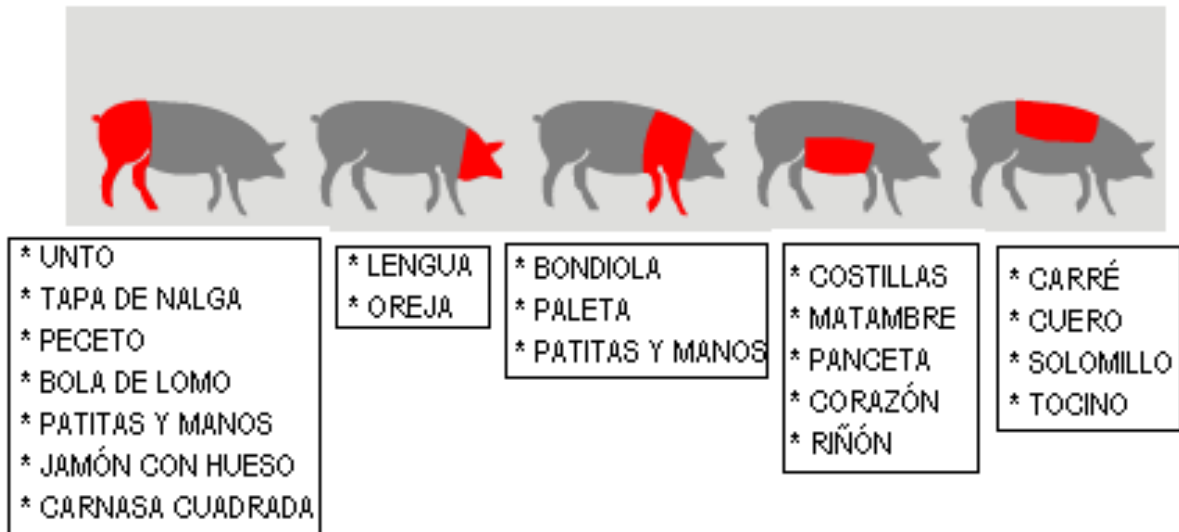 * UNTO
* TAPA DE NALGA
* PECETO
* BOLA DE LOMO
* PATITAS Y MANOS
* JAMÓN CON HUESO
* CARNASA CUADRADA
* LENGUA
* OREJA
* BONDIOLA
* PALETA
* PATITAS Y MANOS
* COSTILLAS
* MATAMBRE
* PANCETA
* CORAZÓN
* RIÑÓN
* CARRÉ
* CUERO
* SOLOMILLO
* TOCINO